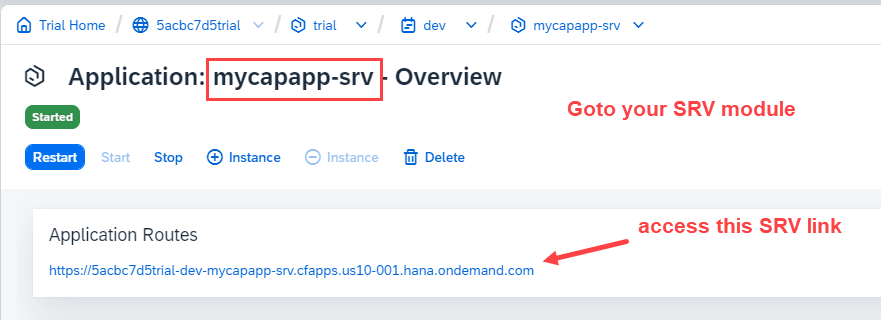 Trial Home / 5acbc7d5trial / trial / dev / mycapapp-srv
Application: mycapapp-srv - Overview
Goto your SRV module
Started
Restart Start Stop Instance Instance Delete
Application Routes
access this SRV link
https://5acbc7d5trial-dev-mycapapp-srv.cfapps.us10-001.hana.ondemand.com